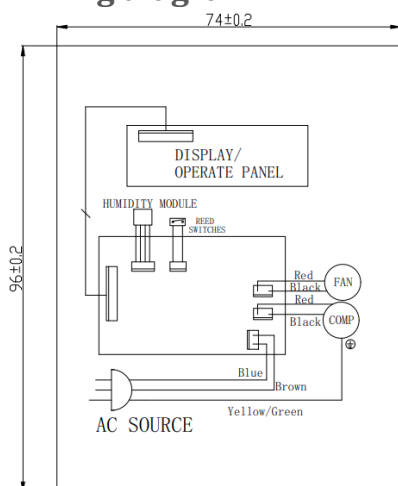 74±0.2
96±0.2
DISPLAY/
OPERATE PANEL
HUMIDITY MODULE
REED
SWITCHES
Red
FAN
Black
Red
COMP
Black
Blue
Brown
Yellow/Green
AC SOURCE